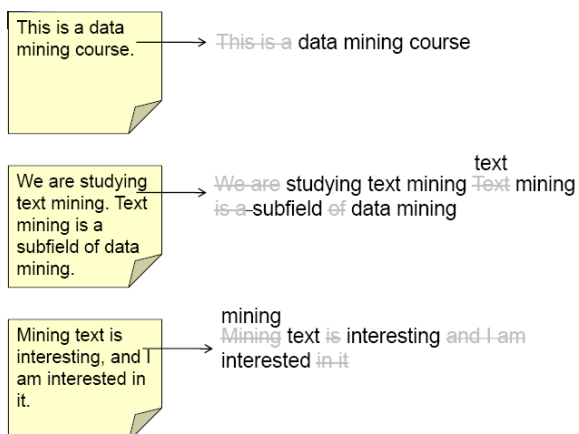 This is a data
mining course.
This is a data mining course
We are studying
text mining. Text
mining is a
subfield of data
mining.
text
We are studying text mining Text mining
is a subfield of data mining
Mining text is
interesting, and I
am interested in
it.
mining
Mining text is interesting and I am
interested in it